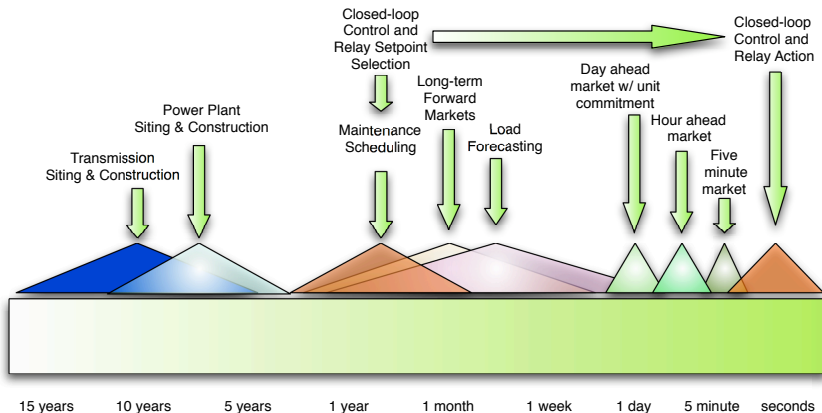 Closed-loop
Control and
Relay Setpoint
Selection
Closed-loop
Control and
Relay Action
Day ahead
market w/ unit
commitment
Long-term
Forward
Markets
Power Plant
Siting & Construction
Maintenance
Scheduling
Load
Forecasting
Hour ahead
market
Five
minute
market
Transmission
Siting & Construction
15 years
10 years
5 years
1 year
1 month
1 week
1 day
5 minute
seconds